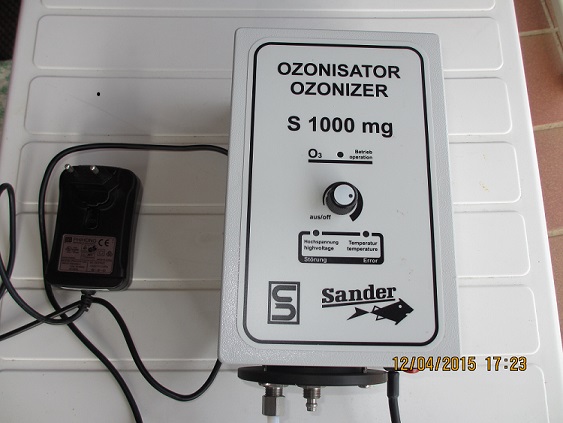 OZONISATOR
OZONIZER
S 1000 mg
O₃
Betrieb
operation
aus/off
Hochspannung
highvoltage
Temperatur
temperature
Störung
Error
Sander
12/04/2015 17:23